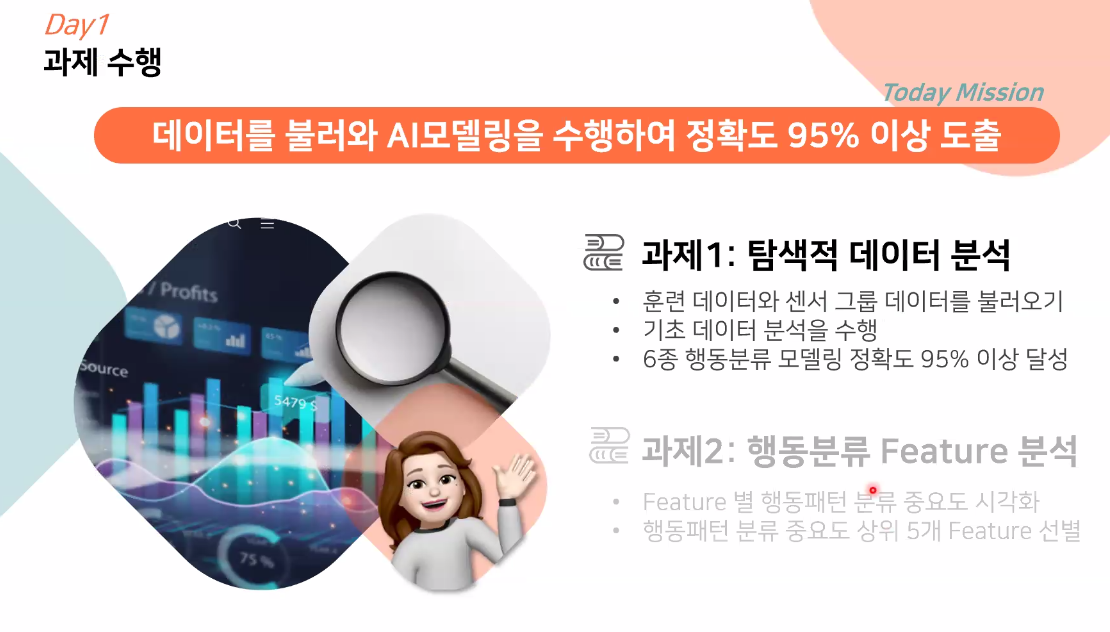 Day1
과제 수행
Today Mission
데이터를 불러와 AI모델링을 수행하여 정확도 95% 이상 도출
/ Profits
Source
5479 $
75 %
과제1: 탐색적 데이터 분석
• 훈련 데이터와 센서 그룹 데이터를 불러오기
• 기초 데이터 분석을 수행
• 6종 행동분류 모델링 정확도 95% 이상 달성
과제2: 행동분류 Feature 분석
• Feature 별 행동패턴 분류 중요도 시각화
• 행동패턴 분류 중요도 상위 5개 Feature 선별